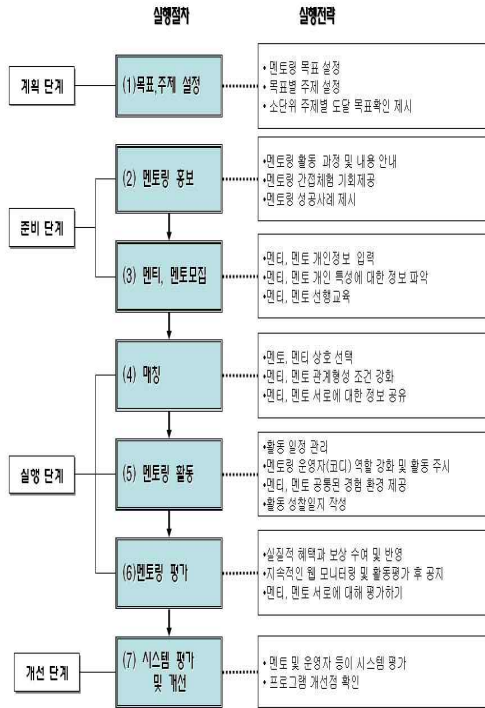 실행절차 실행전략
계획 단계
(1)목표,주제 설정
• 멘토링 목표 설정
• 목표별 주제 설정
• 소단위 주제별 도달 목표확인 제시
준비 단계
(2) 멘토링 홍보
•멘토링 활동 과정 및 내용 안내
•멘토링 간접체험 기회제공
•멘토링 성공사례 제시
(3) 멘티, 멘토모집
•멘티, 멘토 개인정보 입력
•멘티, 멘토 개인 특성에 대한 정보 파악
•멘티, 멘토 선행교육
실행 단계
(4) 매칭
•멘토, 멘티 상호 선택
•멘티, 멘토 관계형성 조건 강화
•멘티, 멘토 서로에 대한 정보 공유
(5) 멘토링 활동
•활동 일정 관리
•멘토링 운영자(코디) 역할 강화 및 활동 주시
•멘티, 멘토 공통된 경험 환경 제공
•활동 성찰일지 작성
(6)멘토링 평가
•실질적 혜택과 보상 수여 및 반영
•지속적인 웹 모니터링 및 활동평가 후 공지
•멘티, 멘토 서로에 대해 평가하기
개선 단계
(7) 시스템 평가
및 개선
• 멘토 및 운영자 등이 시스템 평가
• 프로그램 개선점 확인